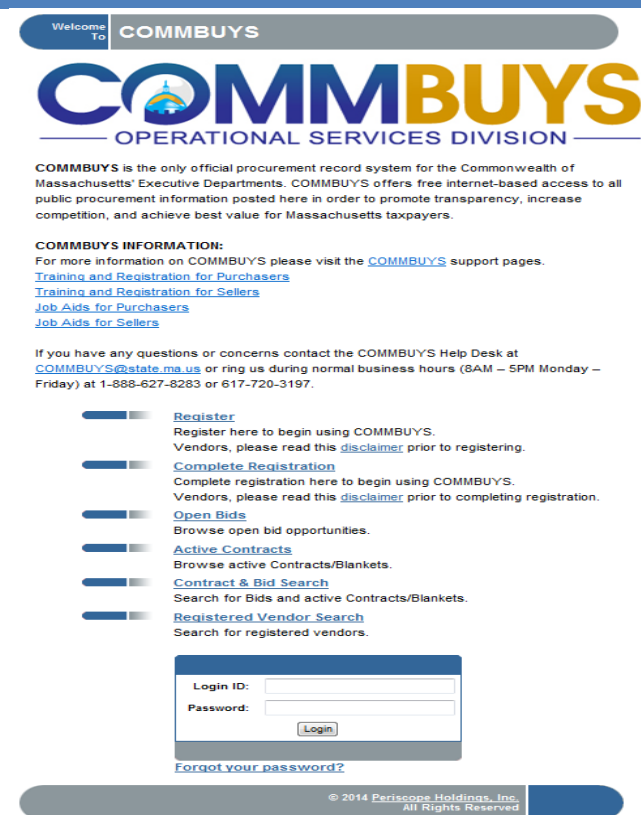 Welcome
To
COMMBUYS
COMMBUYS
OPERATIONAL SERVICES DIVISION
COMMBUYS is the only official procurement record system for the Commonwealth of
Massachusetts' Executive Departments. COMMBUYS offers free internet-based access to all
public procurement information posted here in order to promote transparency, increase
competition, and achieve best value for Massachusetts taxpayers.
COMMBUYS INFORMATION:
For more information on COMMBUYS please visit the COMMBUYS support pages.
Training and Registration for Purchasers
Training and Registration for Sellers
Job Aids for Purchasers
Job Aids for Sellers
If you have any questions or concerns contact the COMMBUYS Help Desk at
COMMBUYS@state.ma.us or ring us during normal business hours (8AM – 5PM Monday –
Friday) at 1-888-627-8283 or 617-720-3197.
Register
Register here to begin using COMMBUYS.
Vendors, please read this disclaimer prior to registering.
Complete Registration
Complete registration here to begin using COMMBUYS.
Vendors, please read this disclaimer prior to completing registration.
Open Bids
Browse open bid opportunities.
Active Contracts
Browse active Contracts/Blankets.
Contract & Bid Search
Search for Bids and active Contracts/Blankets.
Registered Vendor Search
Search for registered vendors.
Login ID:
Password:
Login
Forgot your password?
© 2014 Periscope Holdings, Inc.
All Rights Reserved